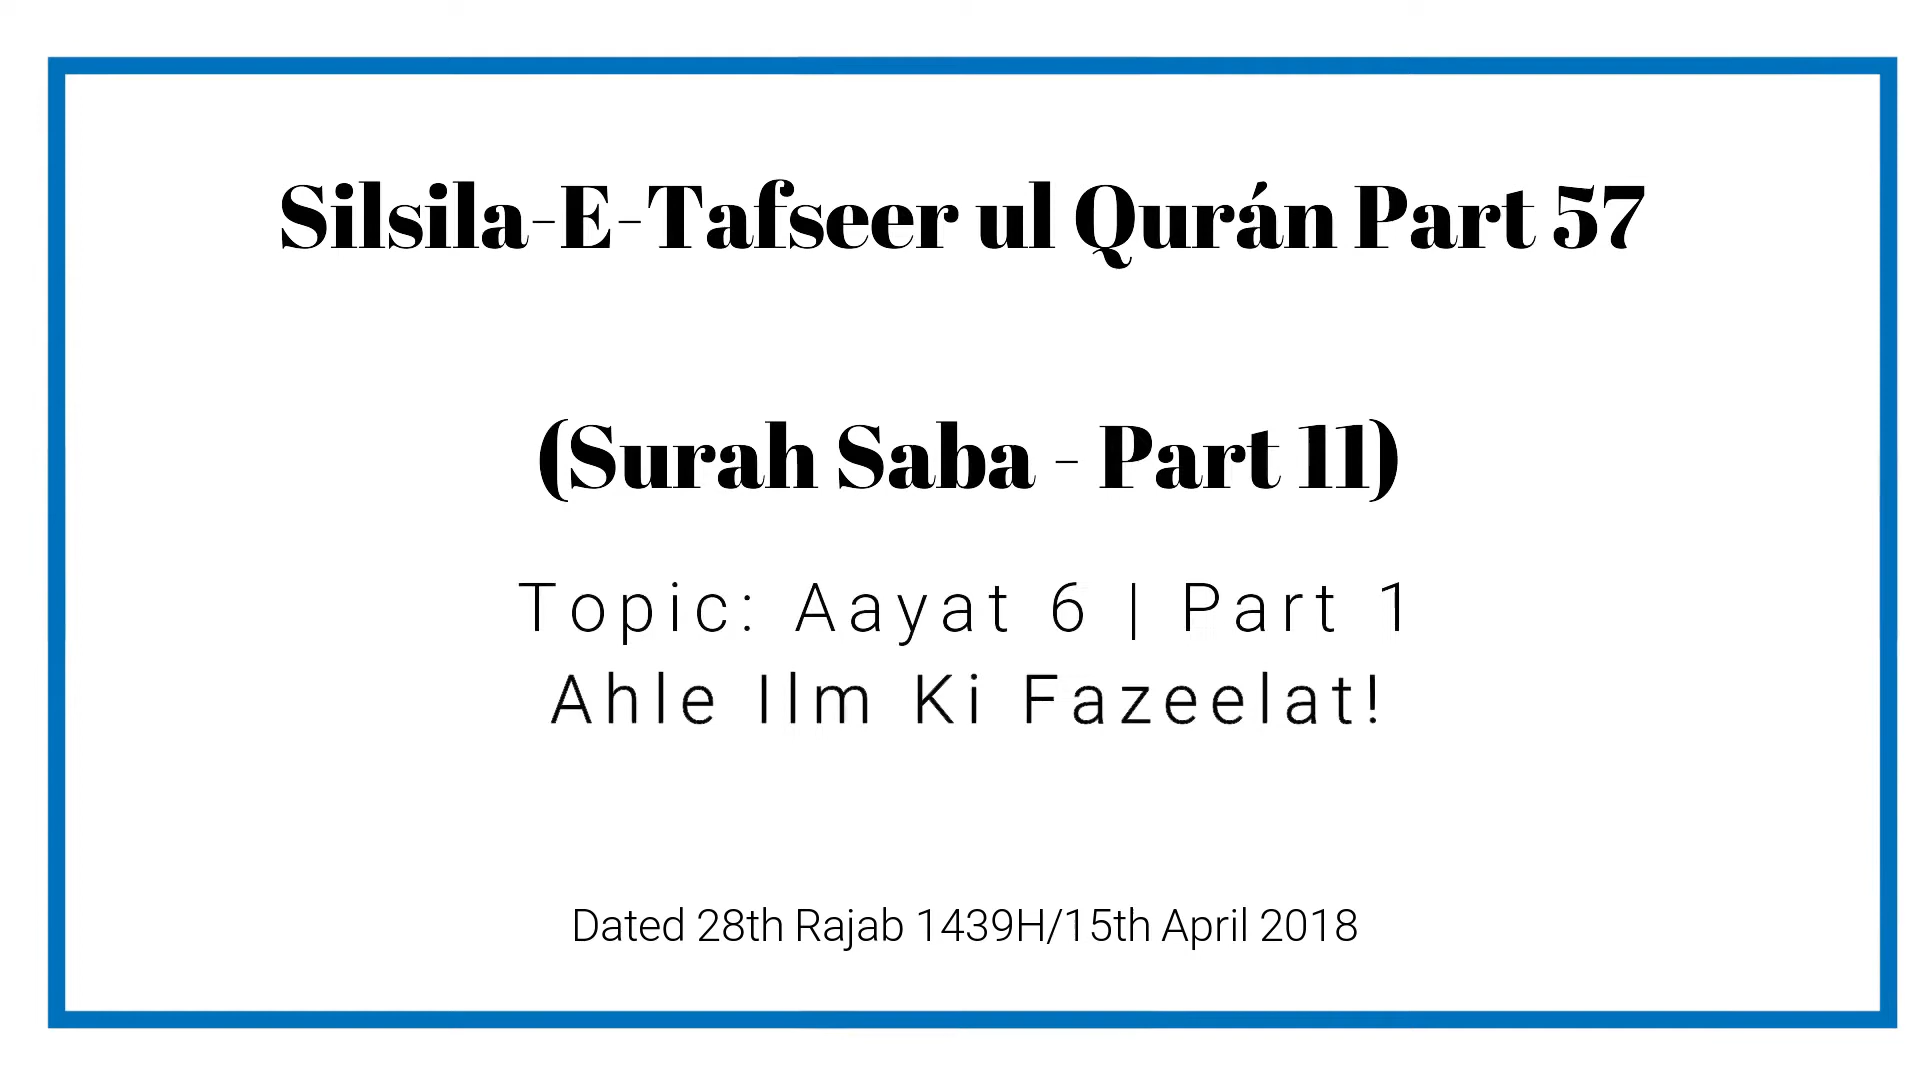 Silsila-E-Tafseer ul Qurán Part 57
(Surah Saba - Part 11)
Topic: Aayat 6 | Part 1
Ahle Ilm Ki Fazeelat!
Dated 28th Rajab 1439H/15th April 2018